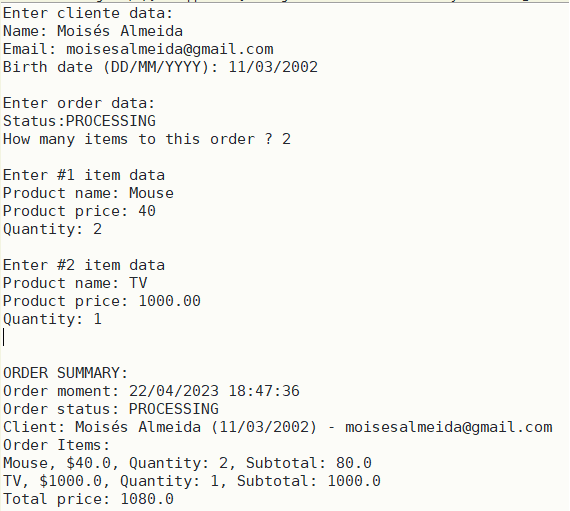 Enter cliente data:
Name: Moisés Almeida
Email: moisesalmeida@gmail.com
Birth date (DD/MM/YYYY): 11/03/2002
Enter order data:
Status:PROCESSING
How many items to this order ? 2
Enter #1 item data
Product name: Mouse
Product price: 40
Quantity: 2
Enter #2 item data
Product name: TV
Product price: 1000.00
Quantity: 1
ORDER SUMMARY:
Order moment: 22/04/2023 18:47:36
Order status: PROCESSING
Client: Moisés Almeida (11/03/2002) - moisesalmeida@gmail.com
Order Items:
Mouse, $40.0, Quantity: 2, Subtotal: 80.0
TV, $1000.0, Quantity: 1, Subtotal: 1000.0
Total price: 1080.0